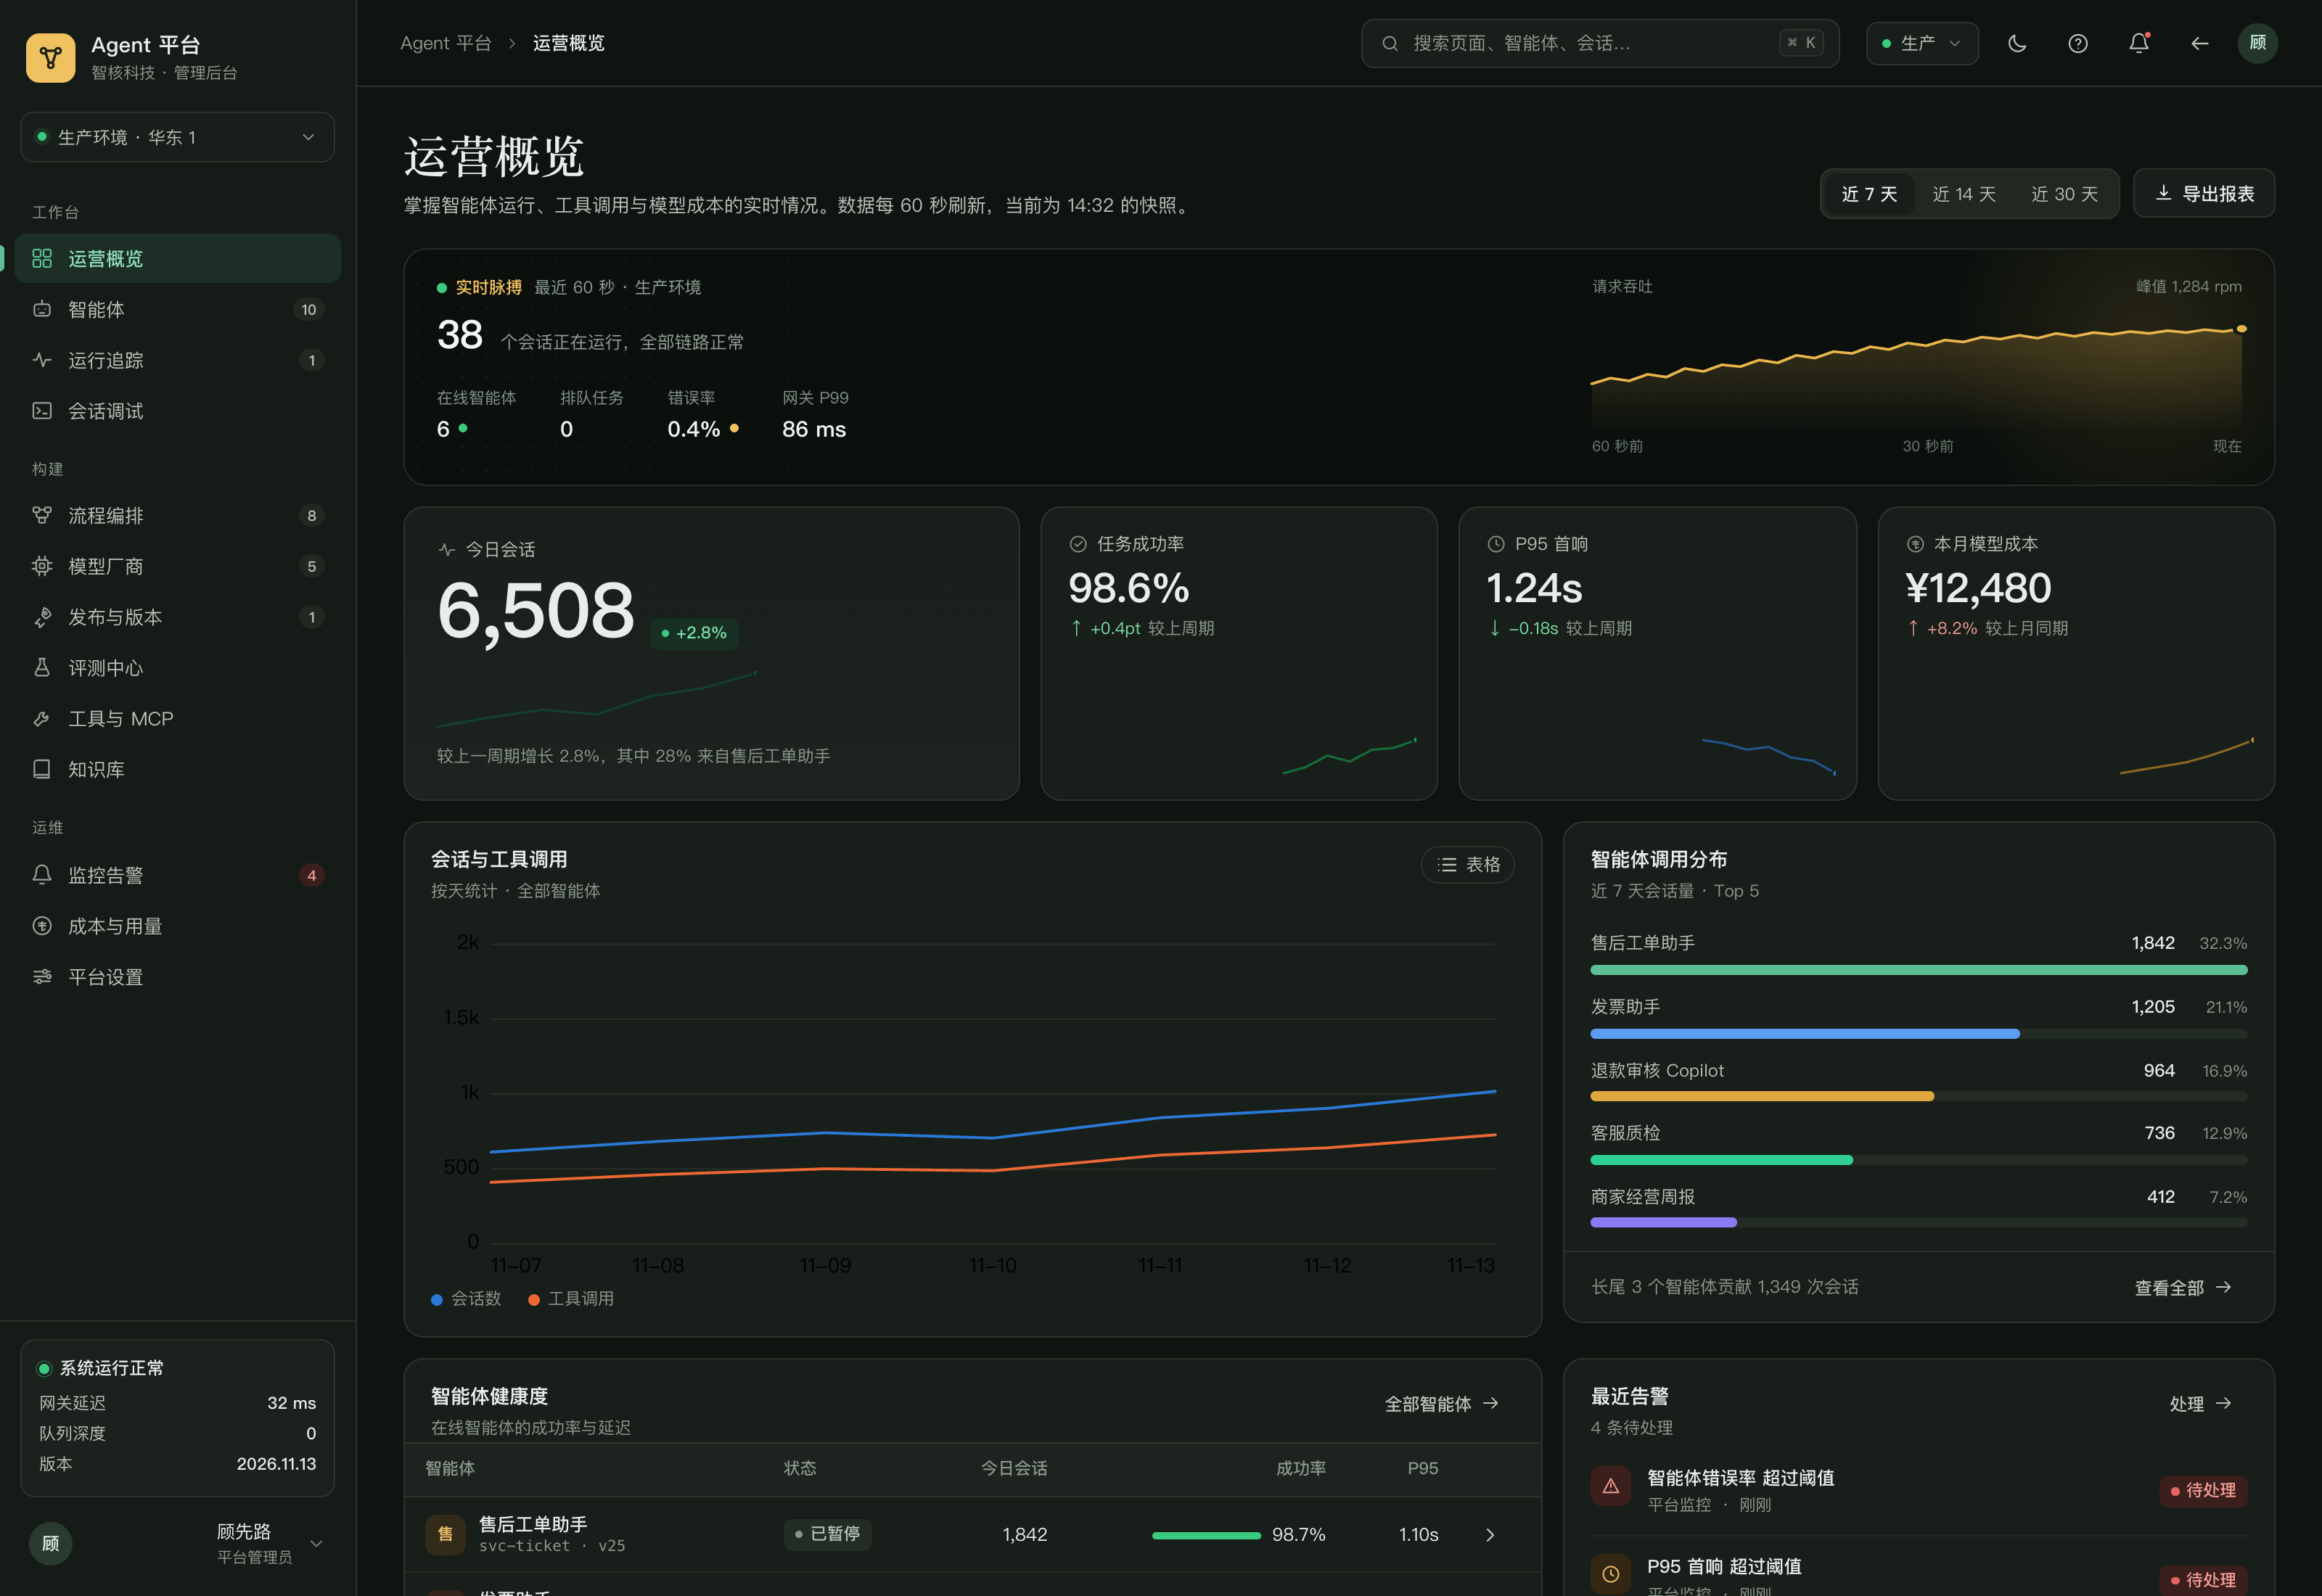 Agent 平台
智核科技 · 管理后台
生产环境 · 华东 1
工作台
运营概览
智能体 10
运行追踪 1
会话调试
构建
流程编排 8
模型厂商 5
发布与版本 1
评测中心
工具与 MCP
知识库
运维
监控告警 4
成本与用量
平台设置
系统运行正常
网关延迟 32 ms
队列深度 0
版本 2026.11.13
顾 顾先路
平台管理员
Agent 平台 > 运营概览
搜索页面、智能体、会话... ⌘ K
生产
顾
运营概览
掌握智能体运行、工具调用与模型成本的实时情况。数据每 60 秒刷新，当前为 14:32 的快照。
近 7 天 近 14 天 近 30 天 导出报表
实时脉搏 最近 60 秒 · 生产环境
38 个会话正在运行，全部链路正常
在线智能体 排队任务 错误率 网关 P99
6 0 0.4% 86 ms
请求吞吐 峰值 1,284 rpm
60 秒前 30 秒前 现在
今日会话
6,508 +2.8%
较上一周期增长 2.8%，其中 28% 来自售后工单助手
任务成功率
98.6%
↑ +0.4pt 较上周期
P95 首响
1.24s
↓ −0.18s 较上周期
本月模型成本
¥12,480
↑ +8.2% 较上月同期
会话与工具调用
按天统计 · 全部智能体
表格
2k
1.5k
1k
500
0
11-07 11-08 11-09 11-10 11-11 11-12 11-13
会话数 工具调用
智能体调用分布
近 7 天会话量 · Top 5
售后工单助手 1,842 32.3%
发票助手 1,205 21.1%
退款审核 Copilot 964 16.9%
客服质检 736 12.9%
商家经营周报 412 7.2%
长尾 3 个智能体贡献 1,349 次会话 查看全部 →
智能体健康度
在线智能体的成功率与延迟
全部智能体 →
智能体 状态 今日会话 成功率 P95
售 售后工单助手 已暂停 1,842 98.7% 1.10s
svc-ticket · v25
发票助手
最近告警
4 条待处理
处理 →
智能体错误率 超过阈值
平台监控 · 刚刚
待处理
P95 首响 超过阈值
平台监控 · 刚刚
待处理